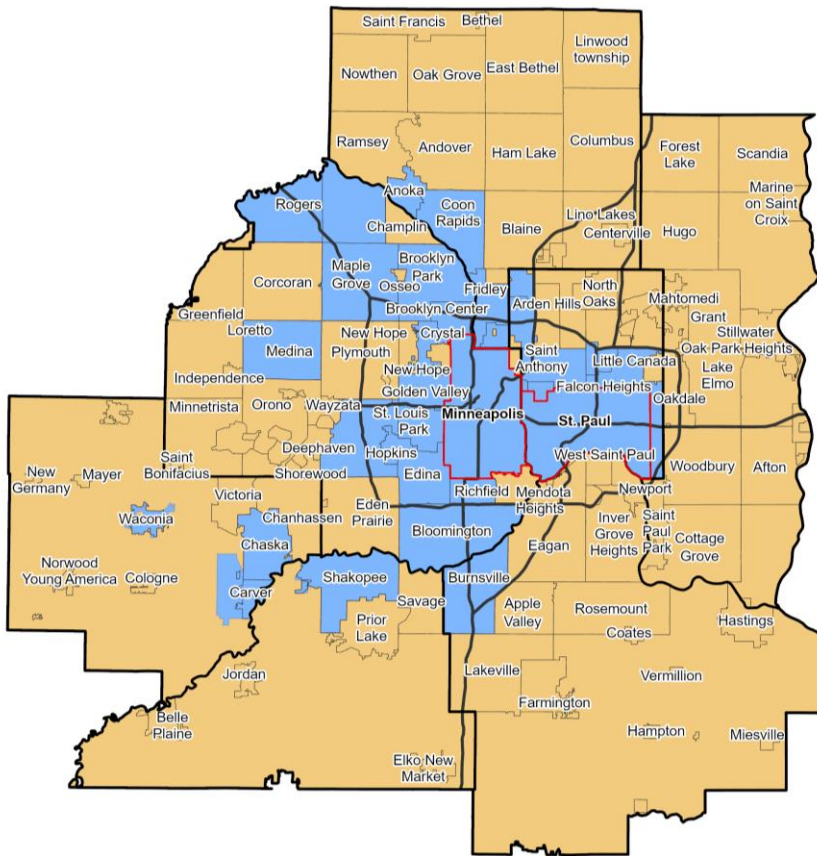 Saint Francis
Bethel
Linwood
township
Nowthen
Oak Grove
East Bethel
Ramsey
Andover
Ham Lake
Columbus
Forest
Lake
Scandia
Marine
on Saint
Croix
Anoka
Rogers
Coon
Rapids
Champlin
Blaine
Lino Lakes
Centerville
Hugo
Corcoran
Maple
Grove
Osseo
Brooklyn
Park
Fridley
Arden Hills
North
Oaks
Mahtomedi
Grant
Greenfield
Loretto
Brooklyn Center
Stillwater
Oak Park Heights
Medina
New Hope
Plymouth
Crystal
Saint
Anthony
Little Canada
Lake
Elmo
Independence
New Hope
Golden Valley
Falcon Heights
Oakdale
Minnetrista
Orono
Wayzata
St. Louis
Park
Minneapolis
St. Paul
Deephaven
Hopkins
West Saint Paul
Saint
Bonifacius
Shorewood
Edina
Woodbury
Afton
New
Germany
Mayer
Victoria
Eden
Prairie
Richfield
Mendota
Heights
Newport
Waconia
Chanhassen
Chaska
Bloomington
Eagan
Inver
Grove
Heights
Saint
Paul
Park
Cottage
Grove
Norwood
Young America
Cologne
Carver
Shakopee
Savage
Burnsville
Prior
Lake
Apple
Valley
Rosemount
Coates
Hastings
Jordan
Lakeville
Farmington
Vermillion
Belle
Plaine
Hampton
Miesville
Elko New
Market